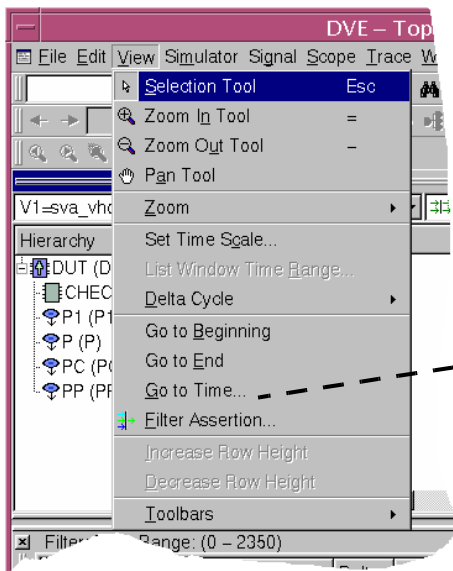 DVE – Top
File Edit View Simulator Signal Scope Trace W
Selection Tool Esc
Zoom In Tool =
Zoom Out Tool –
Pan Tool
V1=sva_vhd
Zoom
Hierarchy
Set Time Scale...
DUT (D
List Window Time Range...
CHEC
Delta Cycle
P1 (P1
Go to Beginning
P (P)
Go to End
PC (P
Go to Time...
PP (PF
Filter Assertion...
Increase Row Height
Decrease Row Height
Toolbars
Range: (0 – 2350)